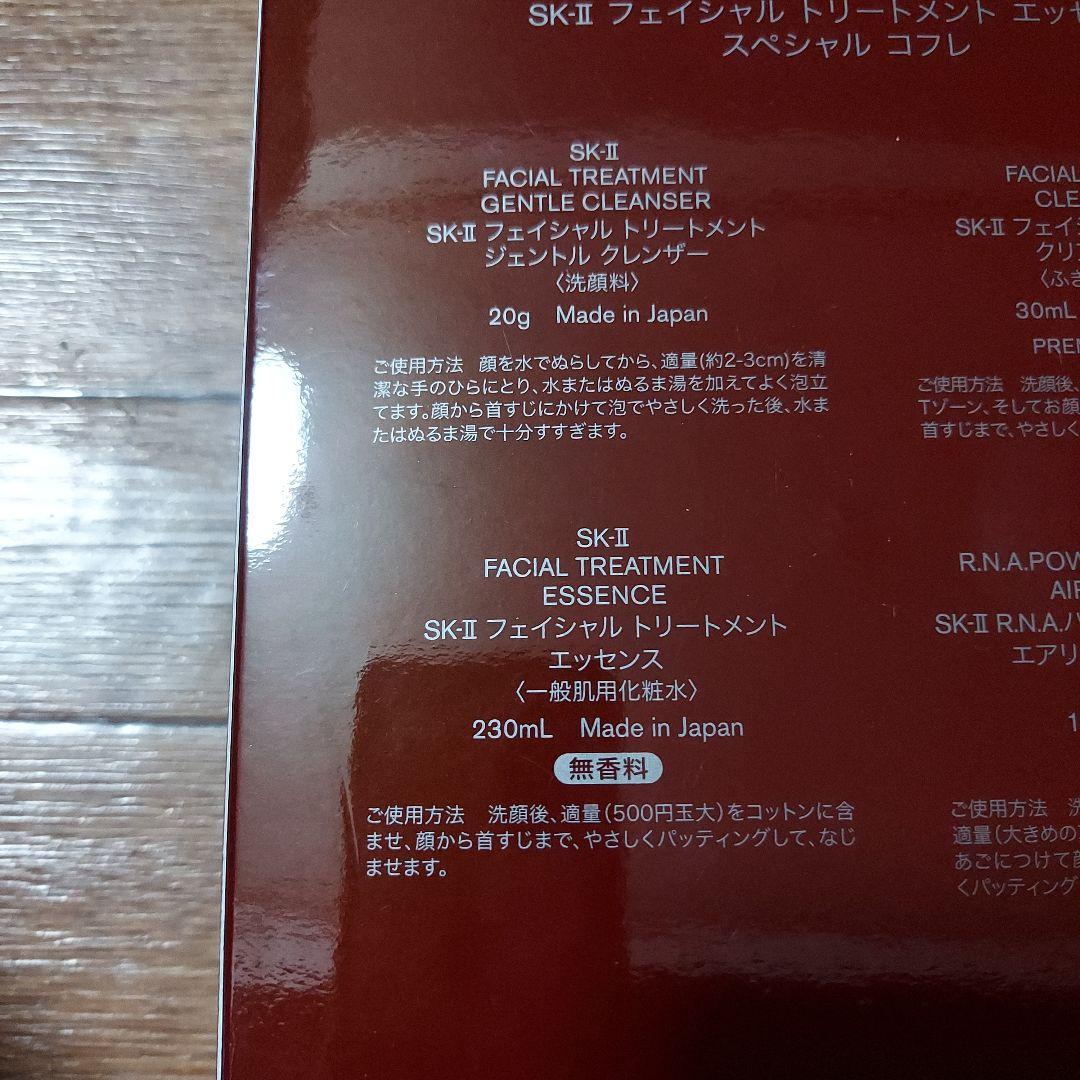 SK-II フェイシャル トリートメント エッセ
スペシャル コフレ
SK-II
FACIAL TREATMENT
GENTLE CLEANSER
SK-II フェイシャル トリートメント
ジェントル クレンザー
〈洗顔料〉
20g Made in Japan
ご使用方法 顔を水でぬらしてから、適量(約2-3cm)を清
潔な手のひらにとり、水またはぬるま湯を加えてよく泡立
てます。顔から首すじにかけて泡でやさしく洗った後、水ま
たはぬるま湯で十分すすぎます。
FACIAL
CLE
SK-II フェイシ
クリア
〈ふき
30mL
PREM
ご使用方法 洗顔後、
Tゾーン、そしてお顔
首すじまで、やさしく
SK-II
FACIAL TREATMENT
ESSENCE
SK-II フェイシャル トリートメント
エッセンス
〈一般肌用化粧水〉
230mL Made in Japan
無香料
ご使用方法 洗顔後、適量(500円玉大)をコットンに含
ませ、顔から首すじまで、やさしくパッティングして、なじ
ませます。
R.N.A.POW
AIR
SK-II R.N.A.パ
エアリ
1
ご使用方法 洗
適量(大きめの
あごにつけて顔
くパッティング